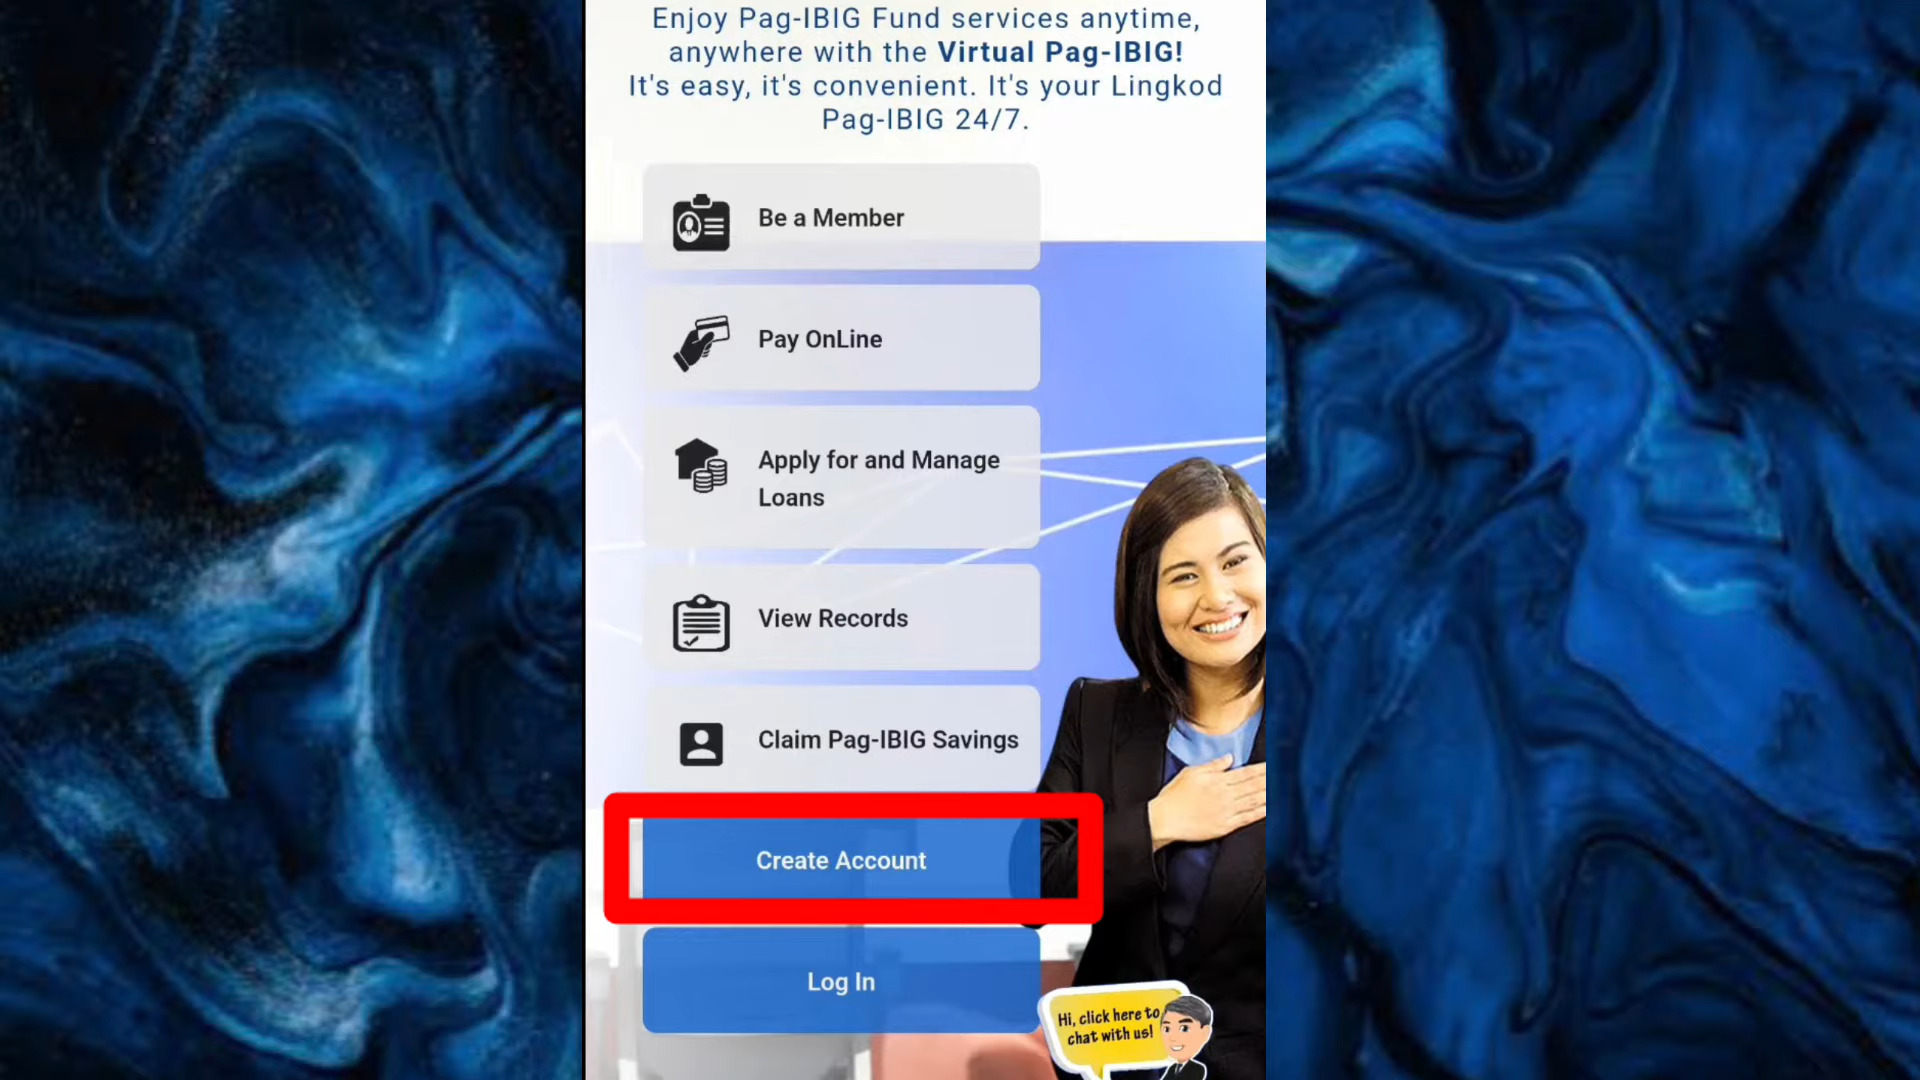 Enjoy Pag-IBIG Fund services anytime,
anywhere with the Virtual Pag-IBIG!
It's easy, it's convenient. It's your Lingkod
Pag-IBIG 24/7.
Be a Member
Pay OnLine
Apply for and Manage
Loans
View Records
Claim Pag-IBIG Savings
Create Account
Log In
Hi, click here to
chat with us!